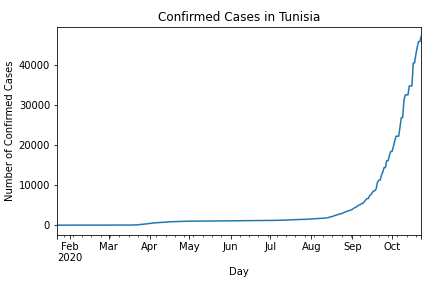 Confirmed Cases in Tunisia
Number of Confirmed Cases
40000
30000
20000
10000
0
Feb Mar Apr May Jun Jul Aug Sep Oct
2020
Day